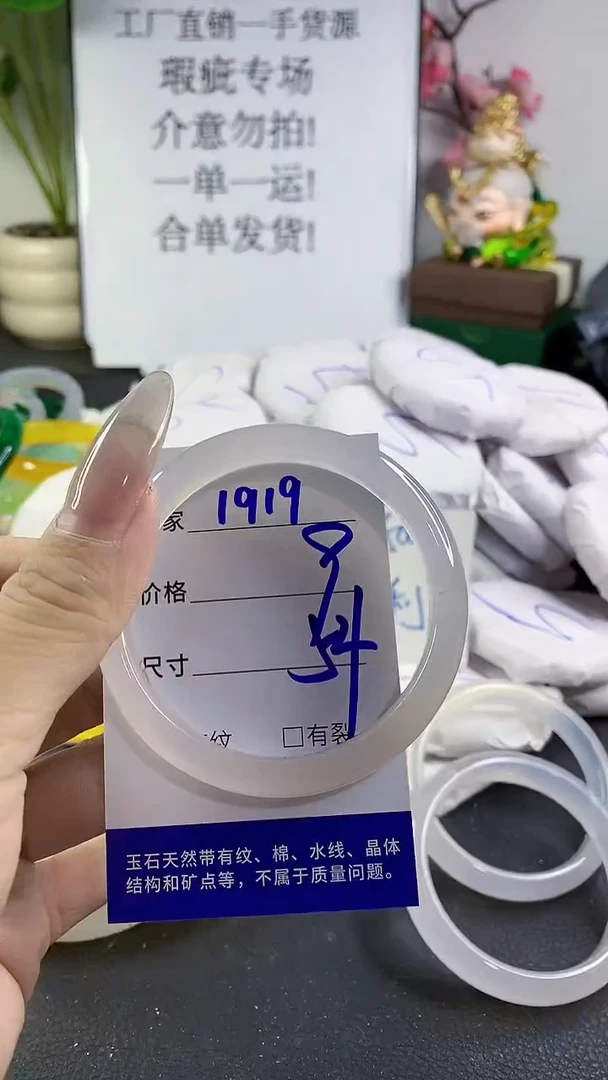 工厂直销一手货源
瑕疵专场
介意勿拍!
一单一运!
合单发货!
家 1919
价格
尺寸 54
纹 □有裂
玉石天然带有纹、棉、水线、晶体
结构和矿点等，不属于质量问题。